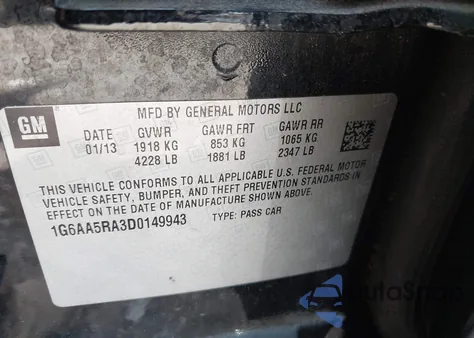 MFD BY GENERAL MOTORS LLC
GM
DATE GVWR GAWR FRT GAWR RR
01/13 1918 KG 853 KG 1065 KG
4228 LB 1881 LB 2347 LB
THIS VEHICLE CONFORMS TO ALL APPLICABLE U.S. FEDERAL MOTOR
VEHICLE SAFETY, BUMPER, AND THEFT PREVENTION STANDARDS IN
EFFECT ON THE DATE OF MANUFACTURE SHOWN ABOVE.
1G6AA5RA3D0149943 TYPE: PASS CAR